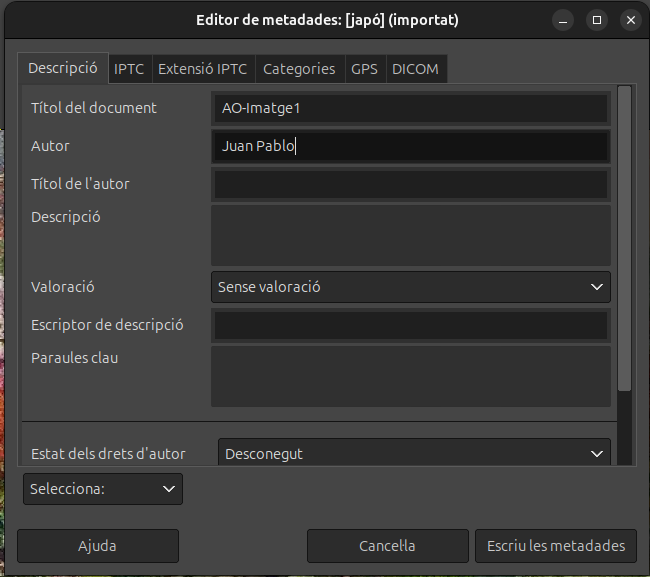 Editor de metadades: [japó] (importat)
Descripció IPTC Extensió IPTC Categories GPS DICOM
Títol del document AO-Imatge1
Autor Juan Pablo
Títol de l'autor
Descripció
Valoració Sense valoració
Escriptor de descripció
Paraules clau
Estat dels drets d'autor Desconegut
Selecciona:
Ajuda Cancel·la Escriu les metadades